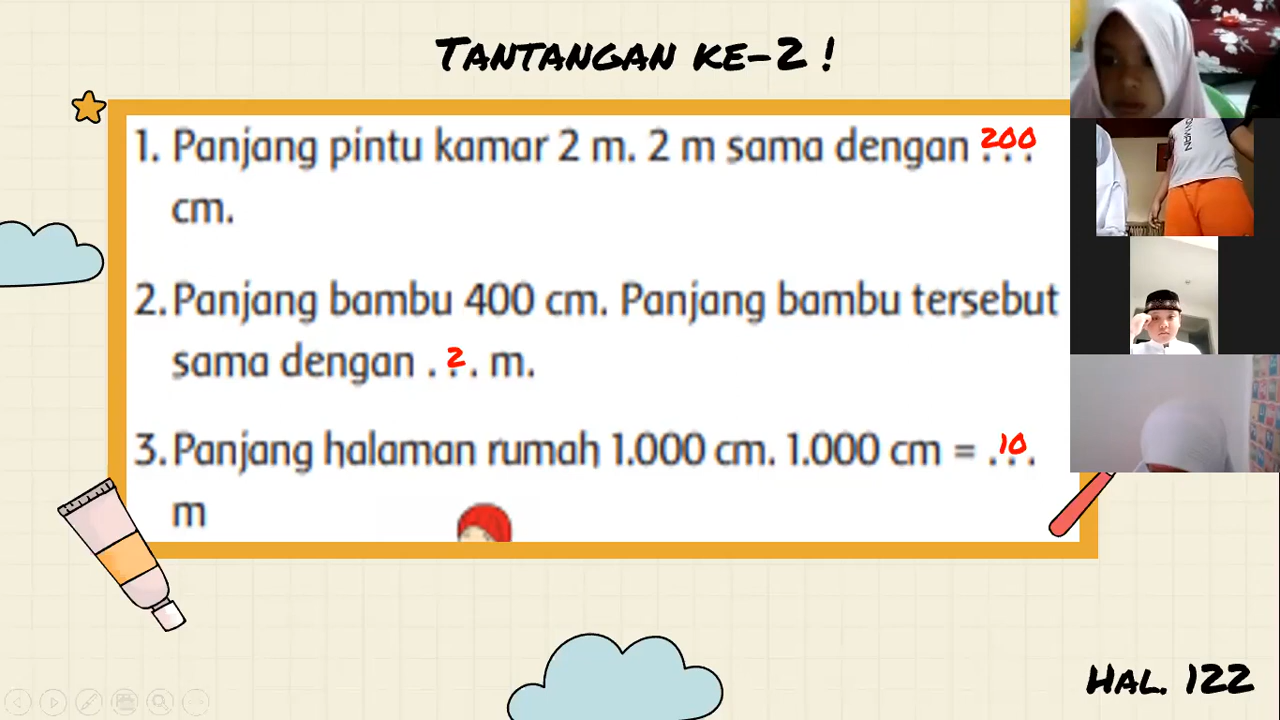 TANTANGAN KE-2 !
1. Panjang pintu kamar 2 m. 2 m sama dengan 200
cm.
2. Panjang bambu 400 cm. Panjang bambu tersebut
sama dengan . 2 . m.
3. Panjang halaman rumah 1.000 cm. 1.000 cm = . 10 .
m
HAL. 122